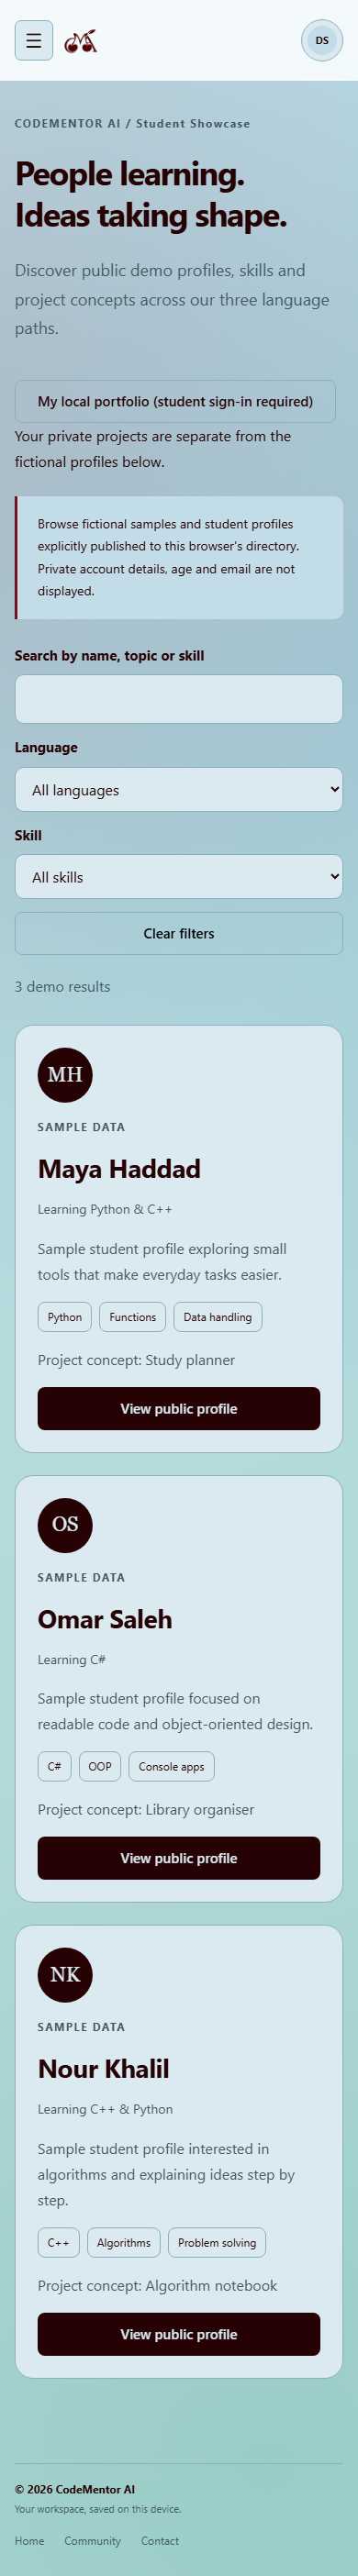 DS
CODEMENTOR AI / Student Showcase
People learning.
Ideas taking shape.
Discover public demo profiles, skills and
project concepts across our three language
paths.
My local portfolio (student sign-in required)
Your private projects are separate from the
fictional profiles below.
Browse fictional samples and student profiles
explicitly published to this browser's directory.
Private account details, age and email are not
displayed.
Search by name, topic or skill
Language
All languages
Skill
All skills
Clear filters
3 demo results
MH
SAMPLE DATA
Maya Haddad
Learning Python & C++
Sample student profile exploring small
tools that make everyday tasks easier.
Python Functions Data handling
Project concept: Study planner
View public profile
OS
SAMPLE DATA
Omar Saleh
Learning C#
Sample student profile focused on
readable code and object-oriented design.
C# OOP Console apps
Project concept: Library organiser
View public profile
NK
SAMPLE DATA
Nour Khalil
Learning C++ & Python
Sample student profile interested in
algorithms and explaining ideas step by
step.
C++ Algorithms Problem solving
Project concept: Algorithm notebook
View public profile
© 2026 CodeMentor AI
Your workspace, saved on this device.
Home Community Contact